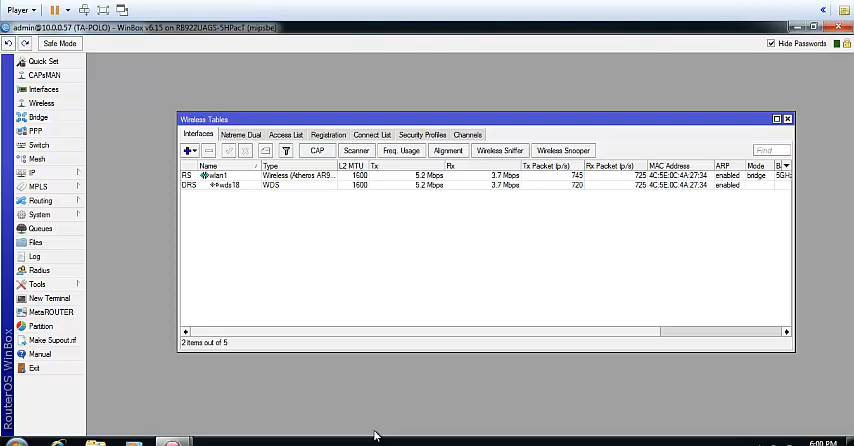 Player
admin@10.0.0.57 (TA-POLO) - WinBox v6.15 on RB922UAGS-5HPacT (mipsbe)
Safe Mode
Hide Passwords
Quick Set
CAPsMAN
Interfaces
Wireless
Bridge
PPP
Switch
Mesh
IP
MPLS
Routing
System
Queues
Files
Log
Radius
Tools
New Terminal
MetaROUTER
Partition
Make Supout.rif
Manual
Exit
RouterOS WinBox
Wireless Tables
Interfaces Nstreme Dual Access List Registration Connect List Security Profiles Channels
CAP Scanner Freq. Usage Alignment Wireless Sniffer Wireless Snooper Find
Name Type L2 MTU Tx Rx Tx Packet (p/s) Rx Packet (p/s) MAC Address ARP Mode B
RS wlan1 Wireless (Atheros AR9... 1600 5.2 Mbps 3.7 Mbps 745 725 4C:5E:0C:4A:27:34 enabled bridge 5GHz
DRS wds18 WDS 1600 5.2 Mbps 3.7 Mbps 720 725 4C:5E:0C:4A:27:34 enabled
2 items out of 5
6:00 PM